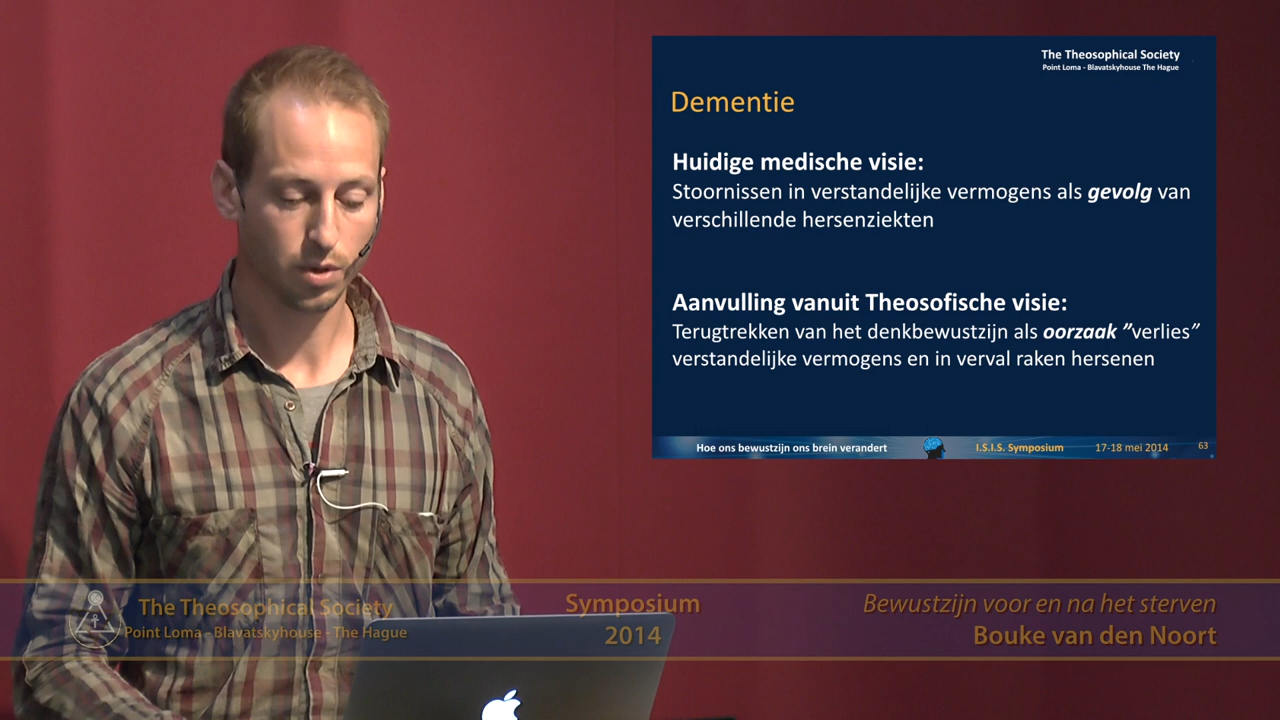 The Theosophical Society
Point Loma - Blavatskyhouse The Hague
Dementie
Huidige medische visie:
Stoornissen in verstandelijke vermogens als gevolg van
verschillende hersenziekten
Aanvulling vanuit Theosofische visie:
Terugtrekken van het denkbewustzijn als oorzaak ”verlies”
verstandelijke vermogens en in verval raken hersenen
Hoe ons bewustzijn ons brein verandert
I.S.I.S. Symposium
17-18 mei 2014
63
The Theosophical Society
Point Loma - Blavatskyhouse - The Hague
Symposium
2014
Bewustzijn voor en na het sterven
Bouke van den Noort